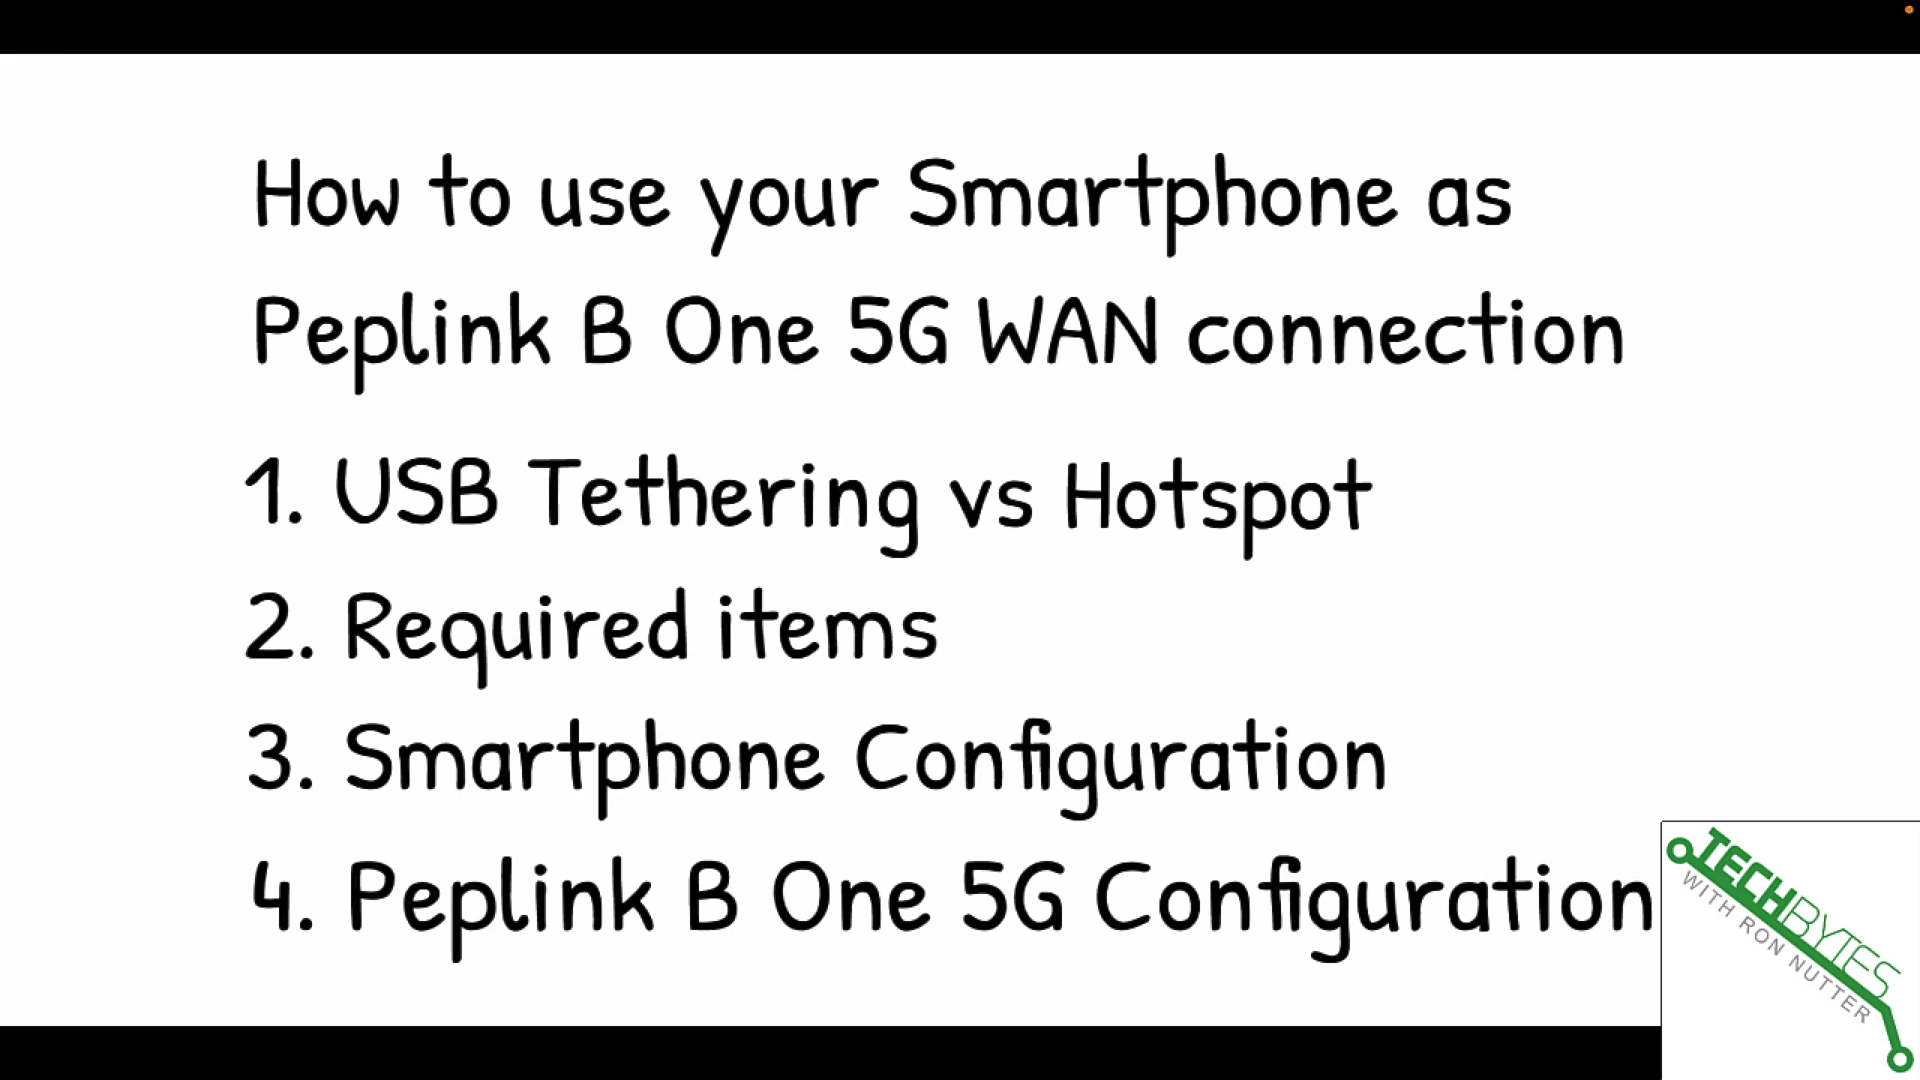 How to use your Smartphone as
Peplink B One 5G WAN connection
1. USB Tethering vs Hotspot
2. Required items
3. Smartphone Configuration
4. Peplink B One 5G Configuration
TECHBYTES
WITH RON NUTTER